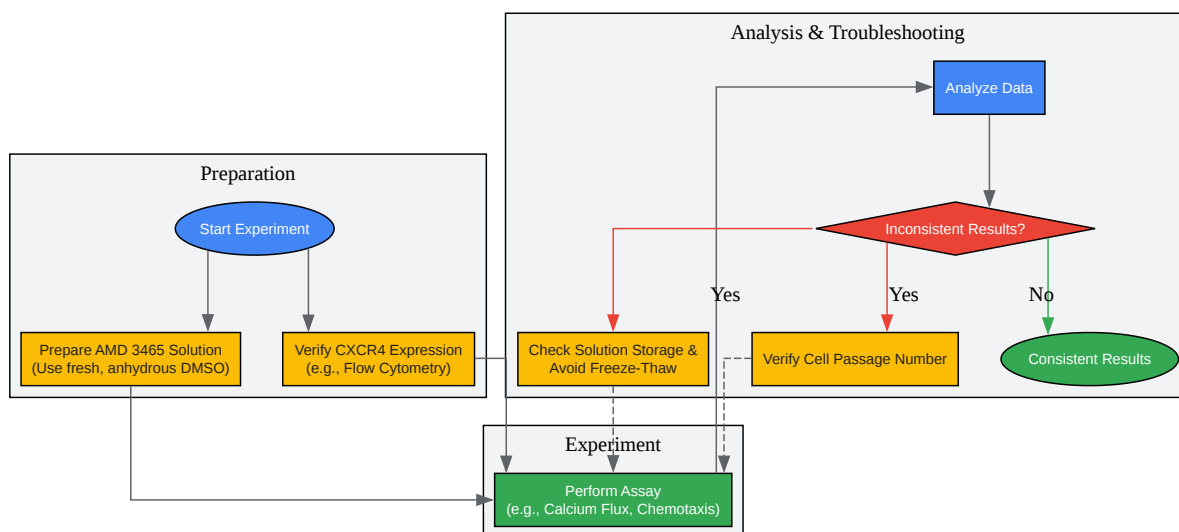 Analysis & Troubleshooting
Analyze Data
Preparation
Start Experiment
Inconsistent Results?
Yes
Yes
No
Prepare AMD 3465 Solution
(Use fresh, anhydrous DMSO)
Verify CXCR4 Expression
(e.g., Flow Cytometry)
Check Solution Storage &
Avoid Freeze-Thaw
Verify Cell Passage Number
Consistent Results
Experiment
Perform Assay
(e.g., Calcium Flux, Chemotaxis)